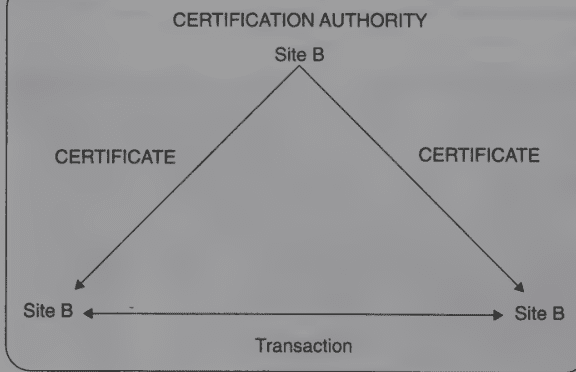 CERTIFICATION AUTHORITY
Site B
CERTIFICATE
CERTIFICATE
Site B
Site B
Transaction